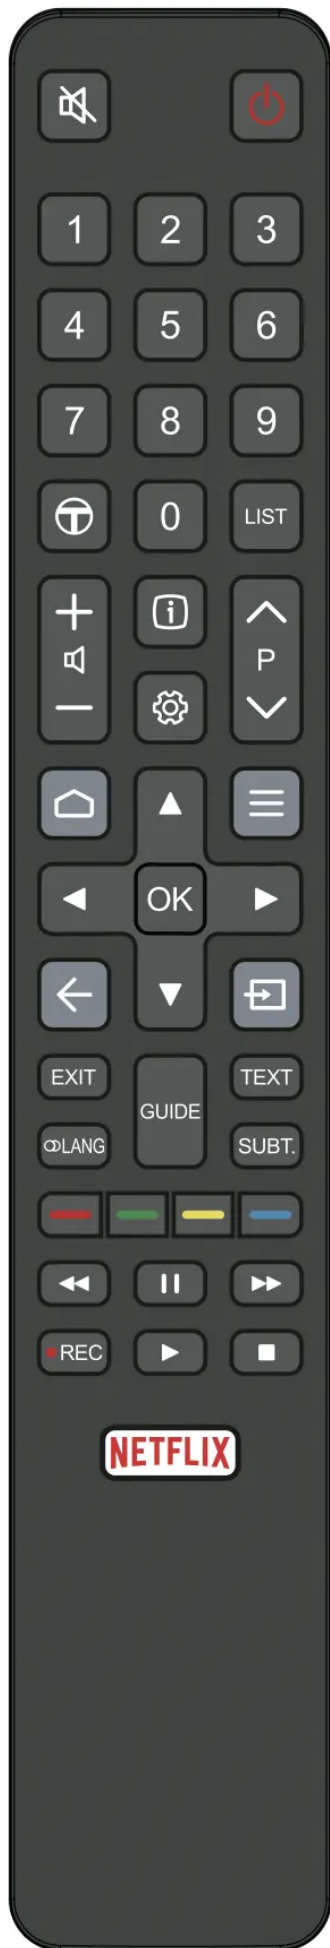 1 2 3
4 5 6
7 8 9
0 LIST
+ i
P
−
OK
EXIT TEXT
GUIDE
LANG SUBT.
REC
NETFLIX